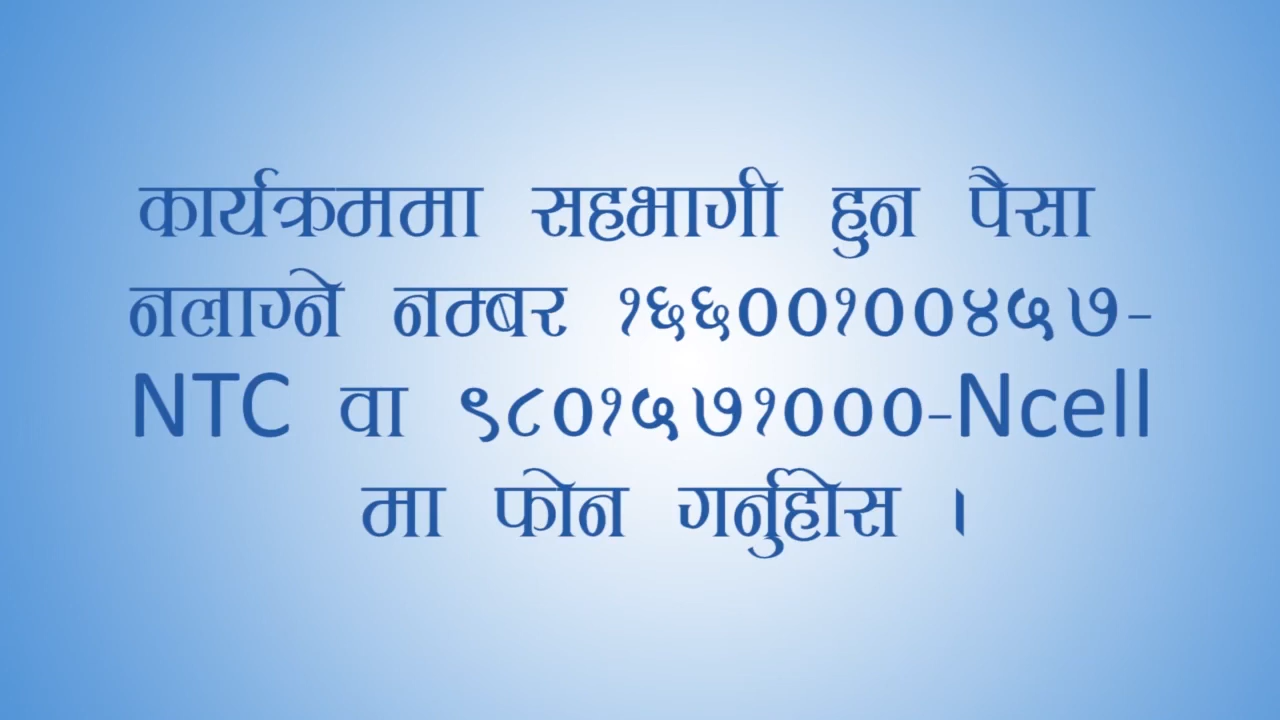 कार्यक्रममा सहभागी हुन पैसा
नलाग्ने नम्बर १६६००१००४५७-
NTC वा ९८०१५७१०००-Ncell
मा फोन गर्नुहोस ।